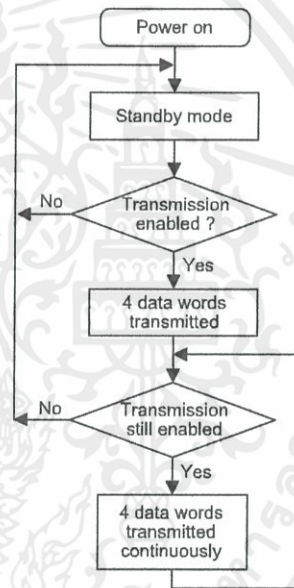 Power on
Standby mode
No
Transmission
enabled ?
Yes
4 data words
transmitted
No
Transmission
still enabled
Yes
4 data words
transmitted
continuously